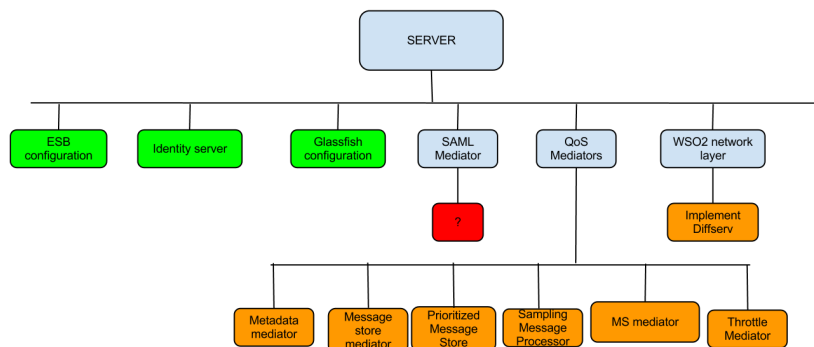 SERVER
ESB
configuration
Identity server
Glassfish
configuration
SAML
Mediator
QoS
Mediators
WSO2 network
layer
?
Implement
Diffserv
Metadata
mediator
Message
store
mediator
Prioritized
Message
Store
Sampling
Message
Processor
MS mediator
Throttle
Mediator